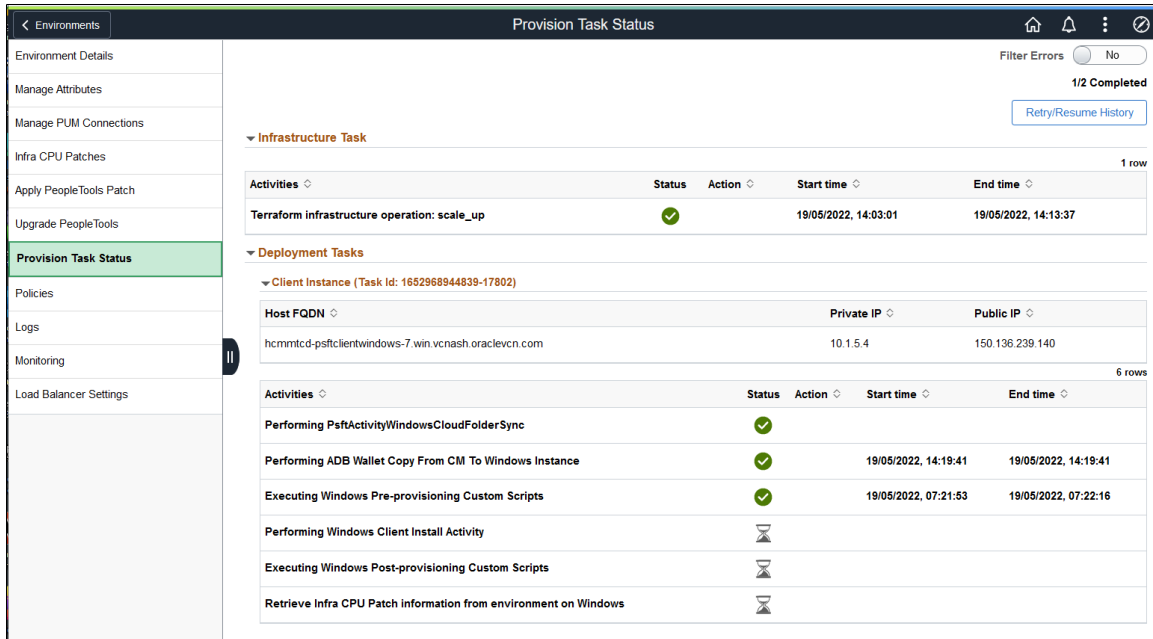 Environments
Provision Task Status
Environment Details
Manage Attributes
Manage PUM Connections
Infra CPU Patches
Apply PeopleTools Patch
Upgrade PeopleTools
Provision Task Status
Policies
Logs
Monitoring
Load Balancer Settings
Filter Errors No
1/2 Completed
Retry/Resume History
Infrastructure Task
1 row
Activities Status Action Start time End time
Terraform infrastructure operation: scale_up 19/05/2022, 14:03:01 19/05/2022, 14:13:37
Deployment Tasks
Client Instance (Task Id: 1652968944839-17802)
Host FQDN Private IP Public IP
hcmmtcd-psftclientwindows-7.win.vcnash.oraclevcn.com 10.1.5.4 150.136.239.140
6 rows
Activities Status Action Start time End time
Performing PsftActivityWindowsCloudFolderSync
Performing ADB Wallet Copy From CM To Windows Instance 19/05/2022, 14:19:41 19/05/2022, 14:19:41
Executing Windows Pre-provisioning Custom Scripts 19/05/2022, 07:21:53 19/05/2022, 07:22:16
Performing Windows Client Install Activity
Executing Windows Post-provisioning Custom Scripts
Retrieve Infra CPU Patch information from environment on Windows